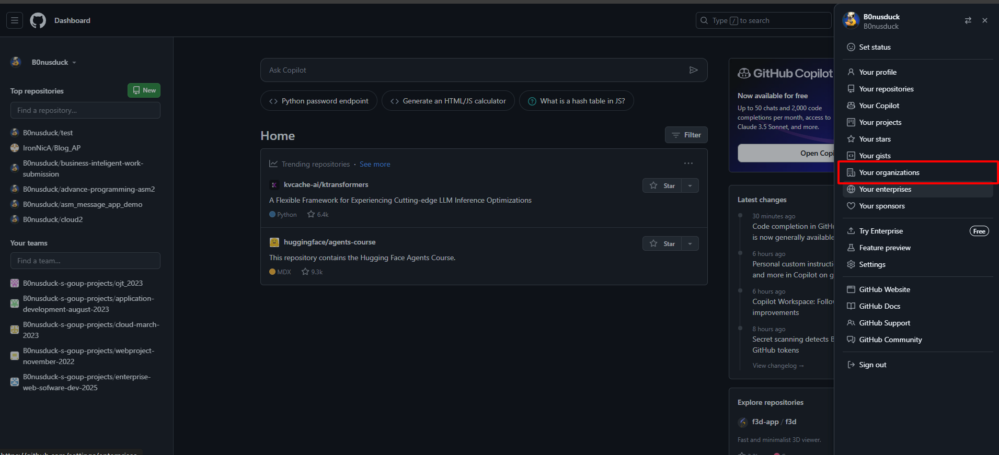 Dashboard
Type / to search
B0nusduck
Top repositories
New
Find a repository...
B0nusduck/test
IronNicA/Blog_AP
B0nusduck/business-inteligent-work-
submission
B0nusduck/advance-programming-asm2
B0nusduck/asm_message_app_demo
B0nusduck/cloud2
Your teams
Find a team...
B0nusduck-s-goup-projects/ojt_2023
B0nusduck-s-goup-projects/application-
development-august-2023
B0nusduck-s-goup-projects/cloud-march-
2023
B0nusduck-s-goup-projects/webproject-
november-2022
B0nusduck-s-goup-projects/enterprise-
web-sofware-dev-2025
Ask Copilot
Python password endpoint
Generate an HTML/JS calculator
What is a hash table in JS?
Home
Filter
Trending repositories · See more
kvcache-ai/ktransformers
Star
A Flexible Framework for Experiencing Cutting-edge LLM Inference Optimizations
Python 6.4k
huggingface/agents-course
Star
This repository contains the Hugging Face Agents Course.
MDX 9.3k
GitHub Copilot
Now available for free
Up to 50 chats and 2,000 code
completions per month, access to
Claude 3.5 Sonnet, and more.
Open Copi
Latest changes
30 minutes ago
Code completion in GitHu
is now generally available
6 hours ago
Personal custom instructi
and more in Copilot on g
6 hours ago
Copilot Workspace: Follow
improvements
8 hours ago
Secret scanning detects B
GitHub tokens
View changelog →
Explore repositories
f3d-app / f3d
Fast and minimalist 3D viewer.
B0nusduck
B0nusduck
Set status
Your profile
Your repositories
Your Copilot
Your projects
Your stars
Your gists
Your organizations
Your enterprises
Your sponsors
Try Enterprise
Free
Feature preview
Settings
GitHub Website
GitHub Docs
GitHub Support
GitHub Community
Sign out
https://github.com/settings/enterprises